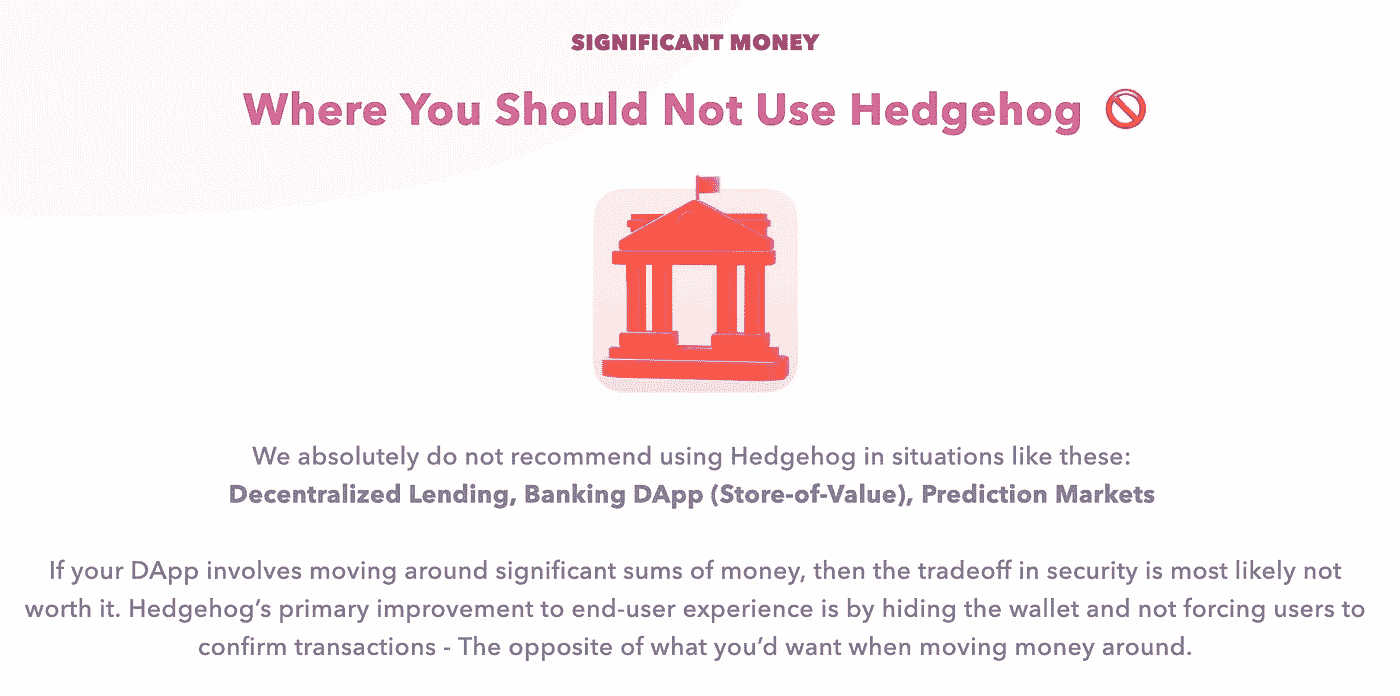 SIGNIFICANT MONEY
Where You Should Not Use Hedgehog 🚫
We absolutely do not recommend using Hedgehog in situations like these:
Decentralized Lending, Banking DApp (Store-of-Value), Prediction Markets
If your DApp involves moving around significant sums of money, then the tradeoff in security is most likely not
worth it. Hedgehog’s primary improvement to end-user experience is by hiding the wallet and not forcing users to
confirm transactions - The opposite of what you’d want when moving money around.